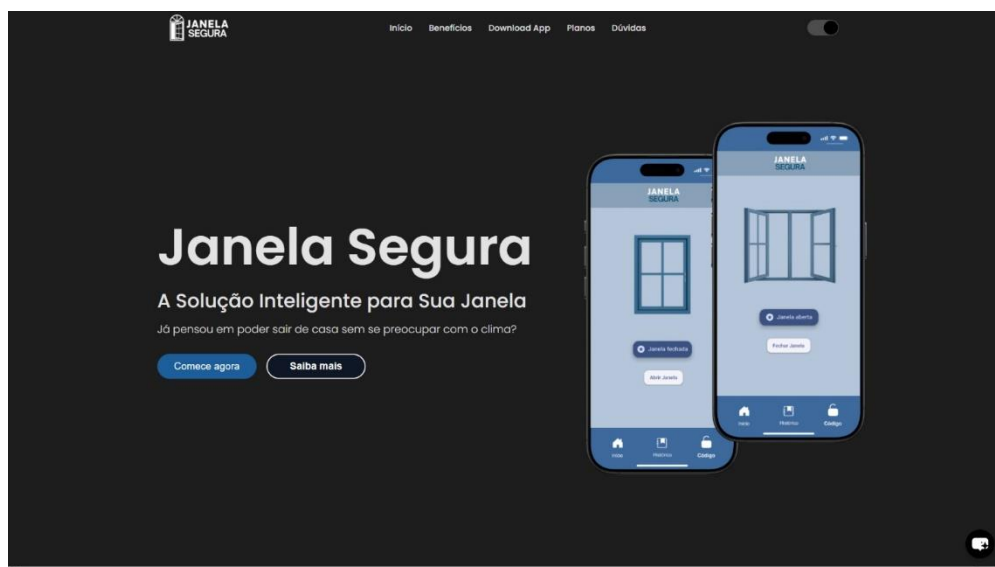 JANELA
SEGURA
Início Benefícios Download App Planos Dúvidas
Janela Segura
A Solução Inteligente para Sua Janela
Já pensou em poder sair de casa sem se preocupar com o clima?
Comece agora Saiba mais
JANELA
SEGURA
Janela fechada
Abrir Janela
Início Histórico Código
JANELA
SEGURA
Janela aberta
Fechar Janela
Início Histórico Código